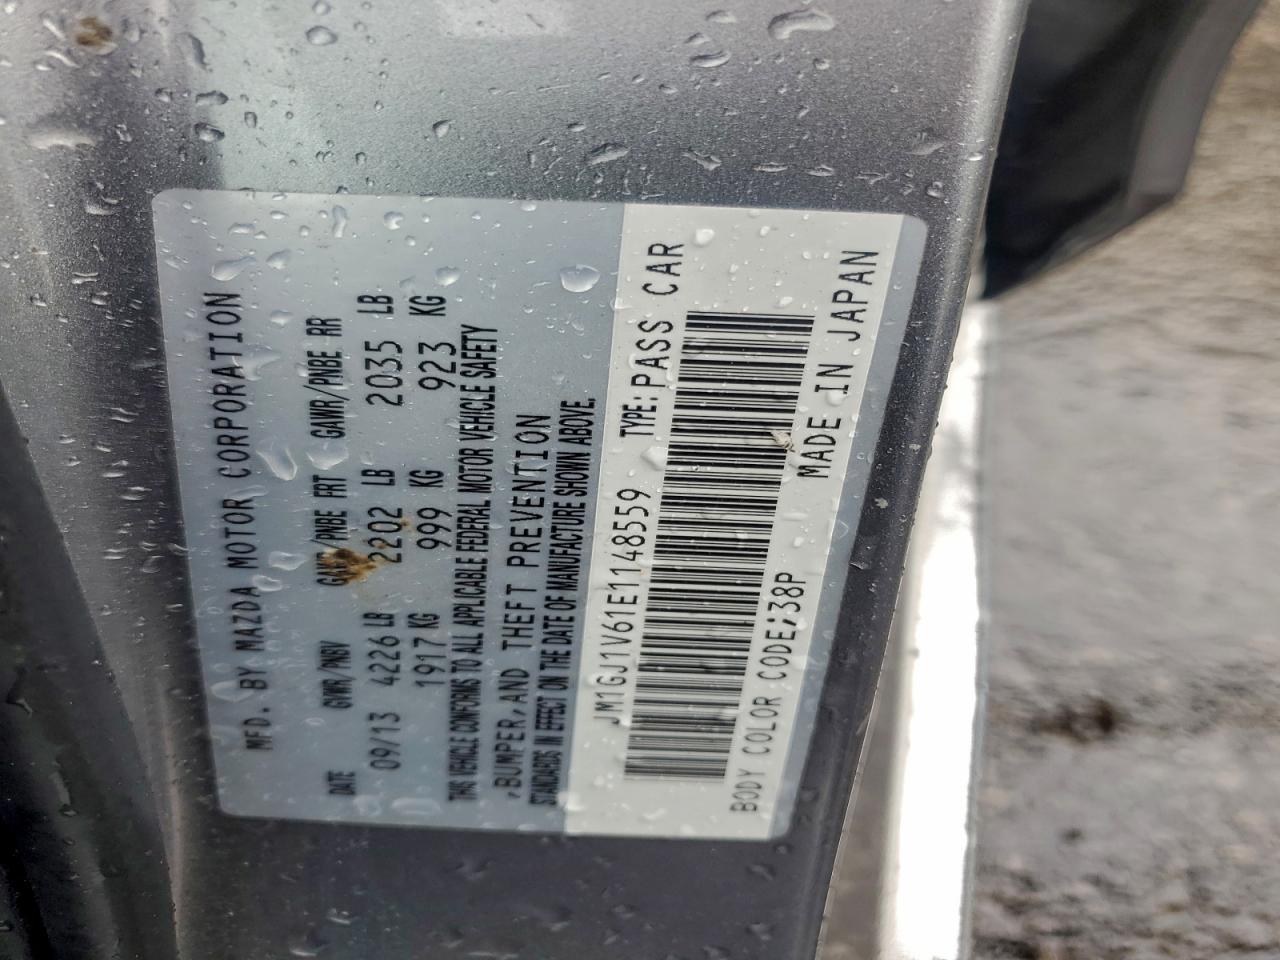 MFD. BY MAZDA MOTOR CORPORATION
DATE GVWR/PNBV GAWR/PNBE FRT GAWR/PNBE RR
09/13 4226 LB 2202 LB 2035 LB
1917 KG 999 KG 923 KG
THIS VEHICLE CONFORMS TO ALL APPLICABLE FEDERAL MOTOR VEHICLE SAFETY
,BUMPER,AND THEFT PREVENTION
STANDARDS IN EFFECT ON THE DATE OF MANUFACTURE SHOWN ABOVE.
JM1GJ1V61E1148559 TYPE:PASS CAR
BODY COLOR CODE;38P MADE IN JAPAN